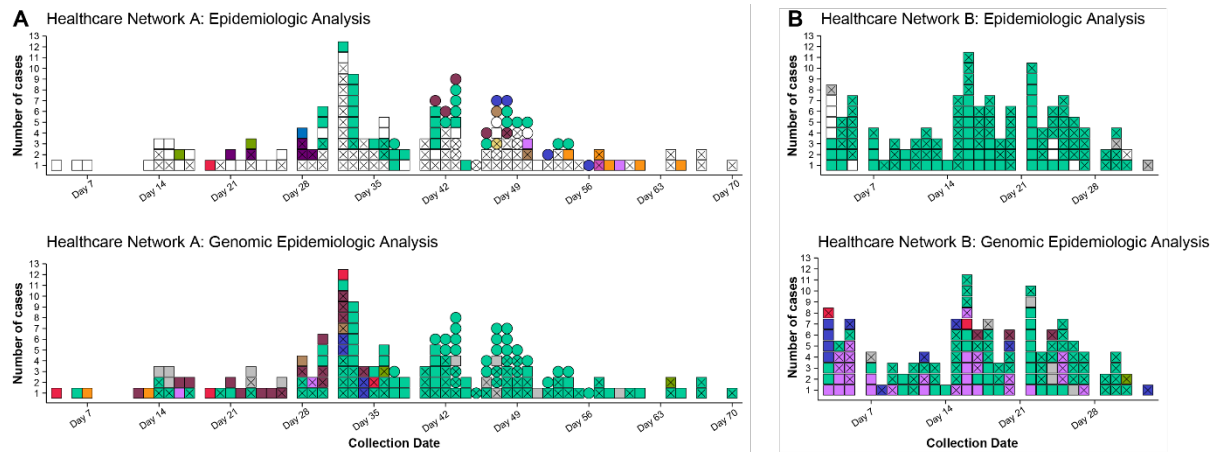 A
Healthcare Network A: Epidemiologic Analysis
Number of cases
13
12
11
10
9
8
7
6
5
4
3
2
1
Day 7
Day 14
Day 21
Day 28
Day 35
Day 42
Day 49
Day 56
Day 63
Day 70
Healthcare Network A: Genomic Epidemiologic Analysis
Number of cases
13
12
11
10
9
8
7
6
5
4
3
2
1
Day 7
Day 14
Day 21
Day 28
Day 35
Day 42
Day 49
Day 56
Day 63
Day 70
Collection Date
B
Healthcare Network B: Epidemiologic Analysis
Number of cases
13
12
11
10
9
8
7
6
5
4
3
2
1
Day 7
Day 14
Day 21
Day 28
Healthcare Network B: Genomic Epidemiologic Analysis
Number of cases
13
12
11
10
9
8
7
6
5
4
3
2
1
Day 7
Day 14
Day 21
Day 28
Collection Date